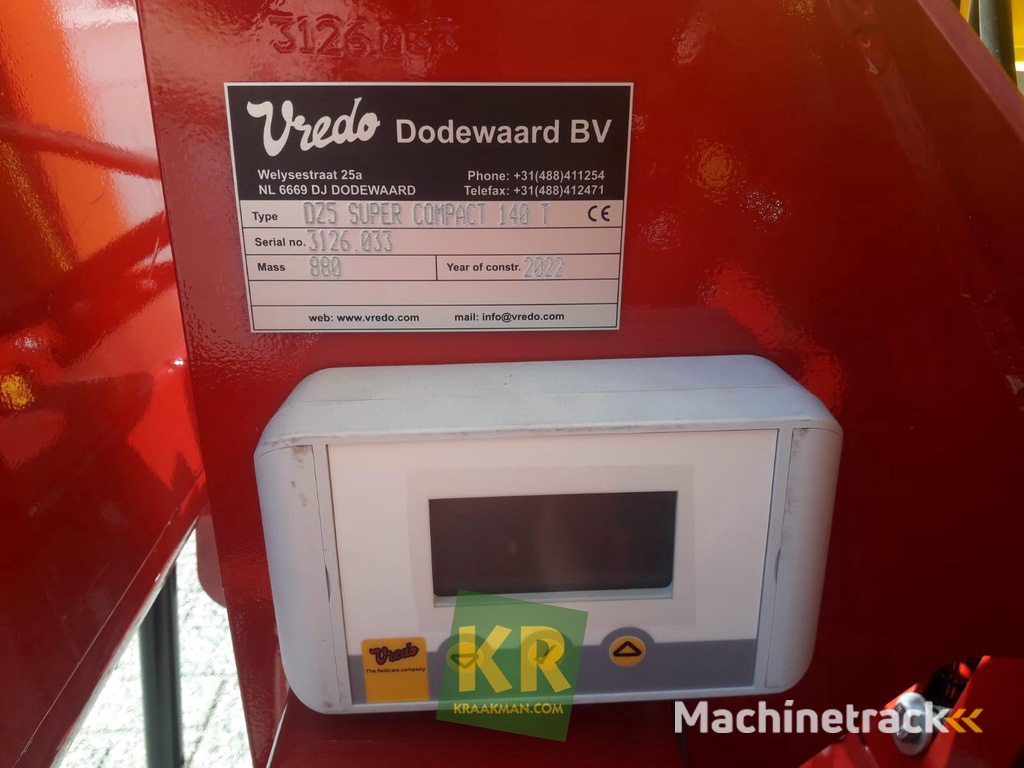 3126.033
Vredo Dodewaard BV
Welysestraat 25a Phone: +31(488)411254
NL 6669 DJ DODEWAARD Telefax: +31(488)412471
Type DZ5 SUPER COMPACT 140 T CE
Serial no. 3126.033
Mass 880 Year of constr. 2022
web: www.vredo.com mail: info@vredo.com
Vredo
The fieldcare company
KR
KRAAKMAN.COM
Machinetrack